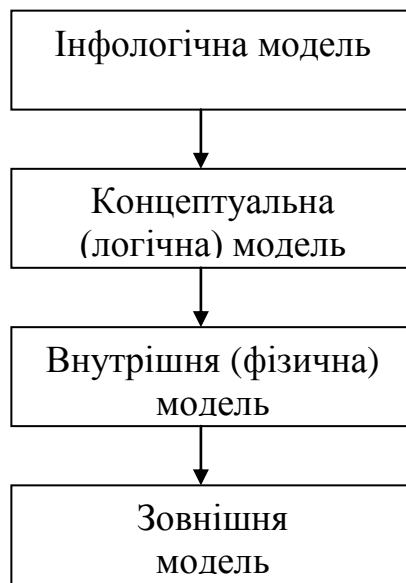 Інфологічна модель
Концептуальна
(логічна) модель
Внутрішня (фізична)
модель
Зовнішня
модель